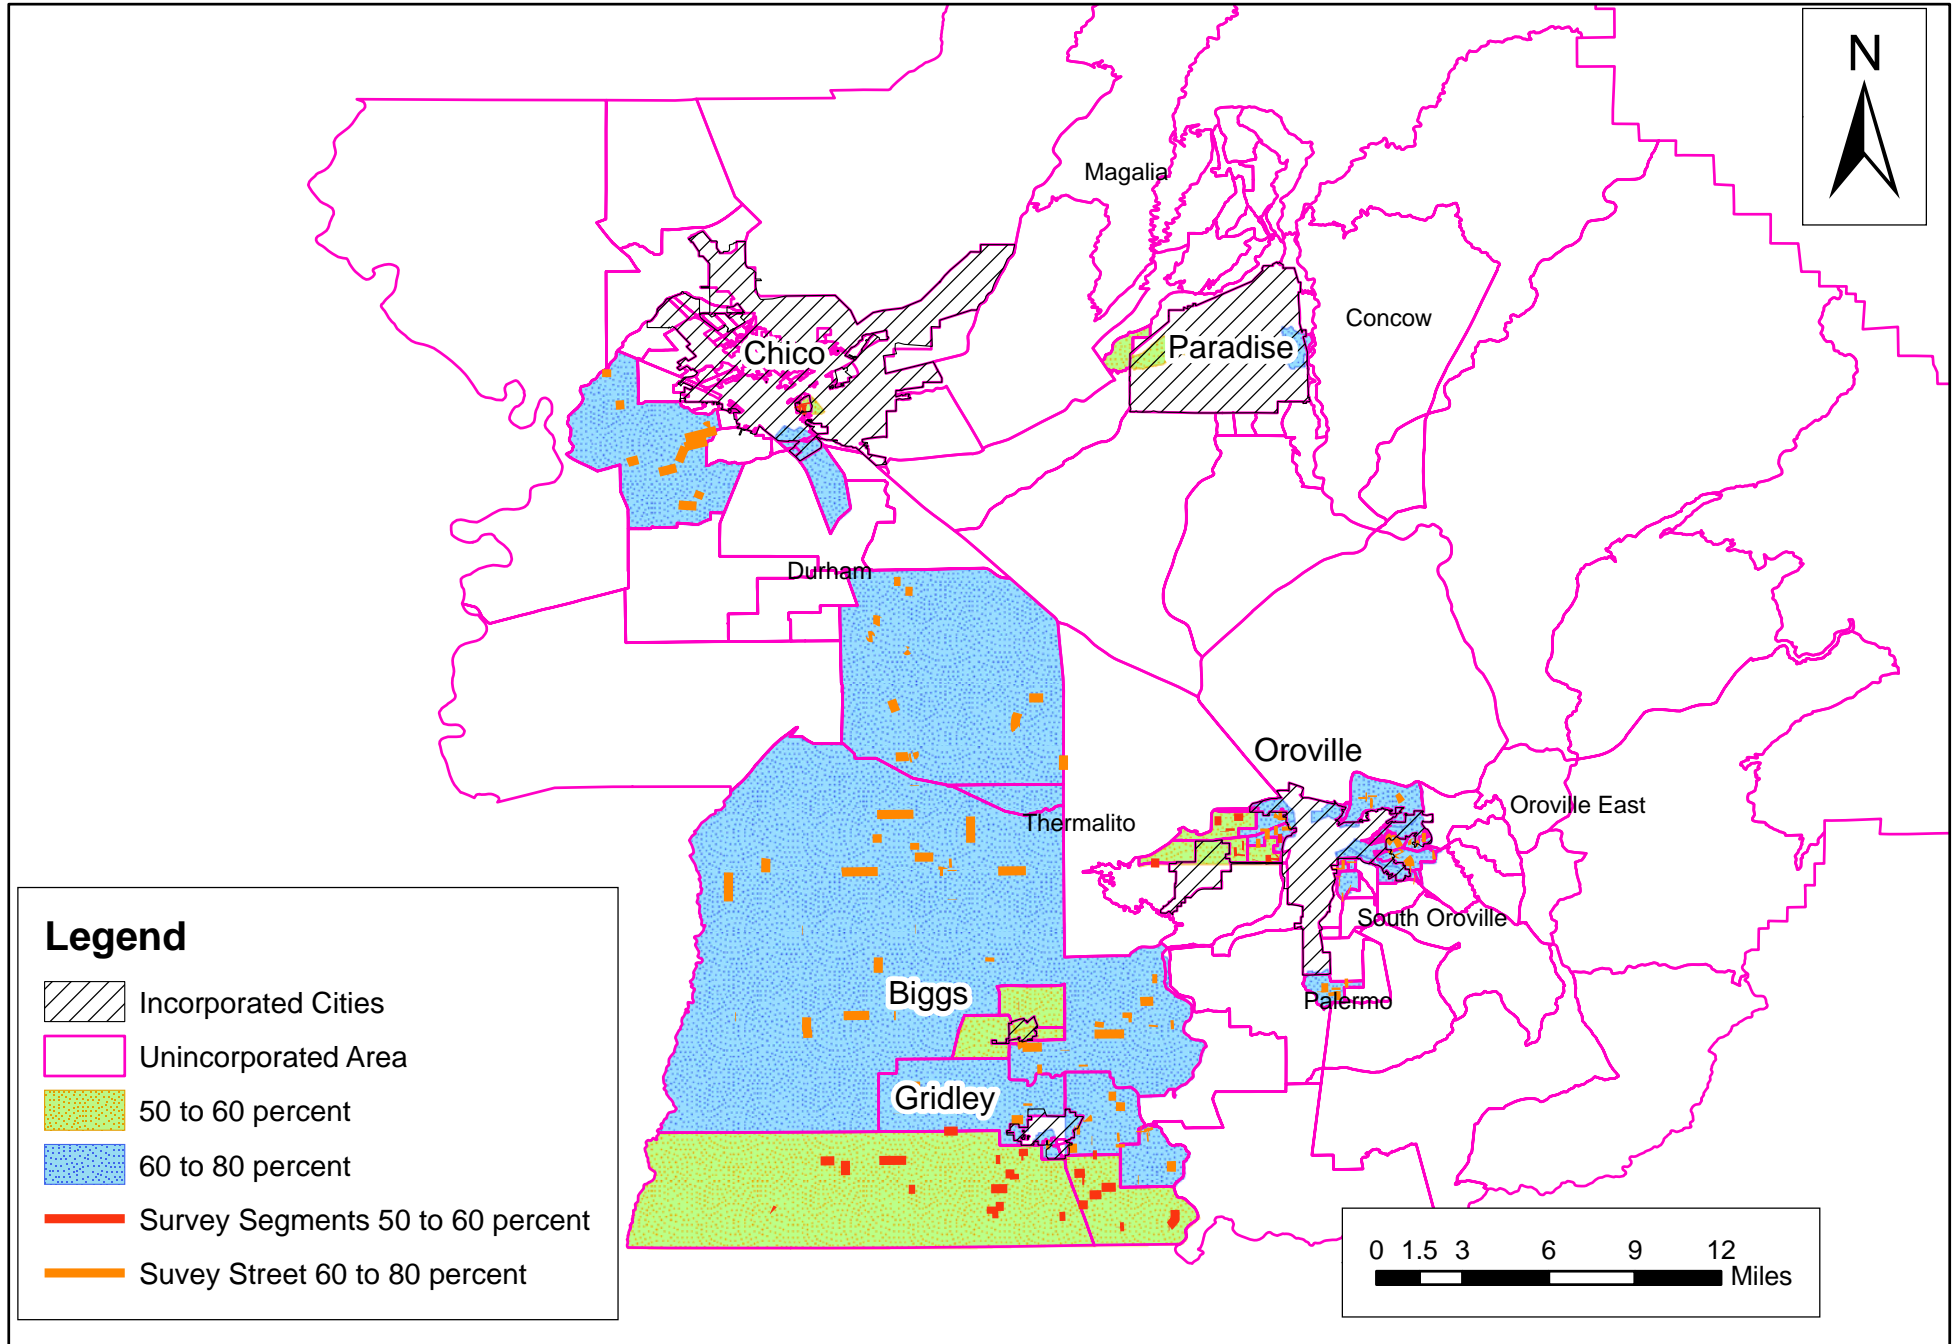 N
Magalia
Concow
Paradise
Chico
Durham
Oroville
Oroville East
Thermalito
South Oroville
Biggs
Palermo
Gridley
Legend
Incorporated Cities
Unincorporated Area
50 to 60 percent
60 to 80 percent
Survey Segments 50 to 60 percent
Suvey Street 60 to 80 percent
0 1.5 3 6 9 12
Miles